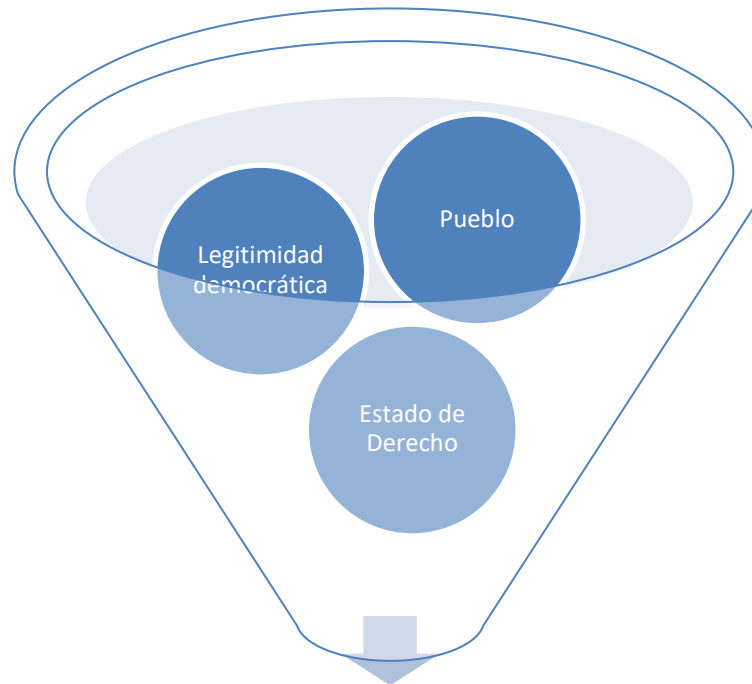 Pueblo
Legitimidad
democrática
Estado de
Derecho